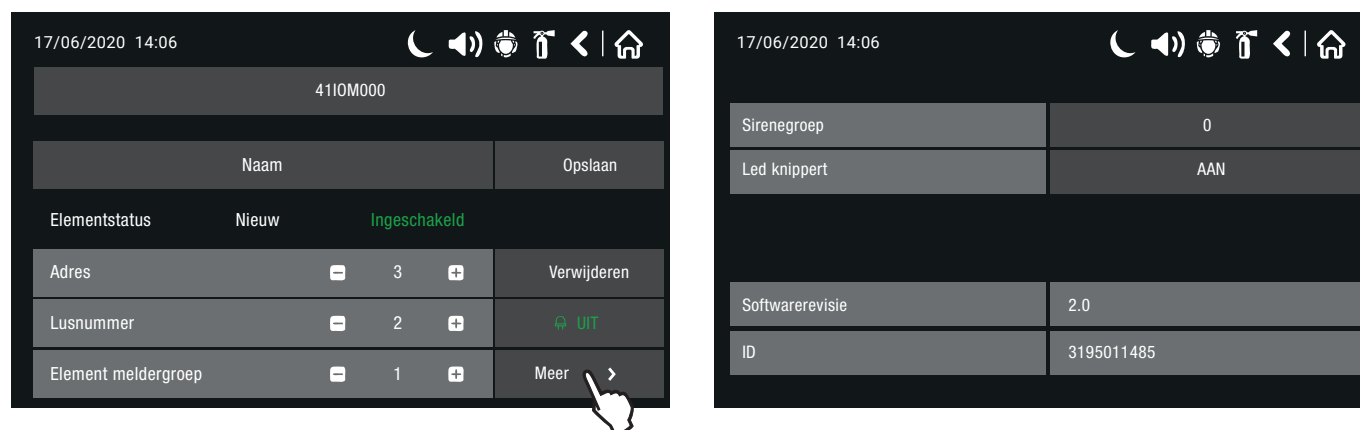 17/06/2020 14:06
41IOM000
Naam Opslaan
Elementstatus Nieuw Ingeschakeld
Adres 3 Verwijderen
Lusnummer 2 UIT
Element meldergroep 1 Meer
17/06/2020 14:06
Sirenegroep 0
Led knippert AAN
Softwarerevisie 2.0
ID 3195011485